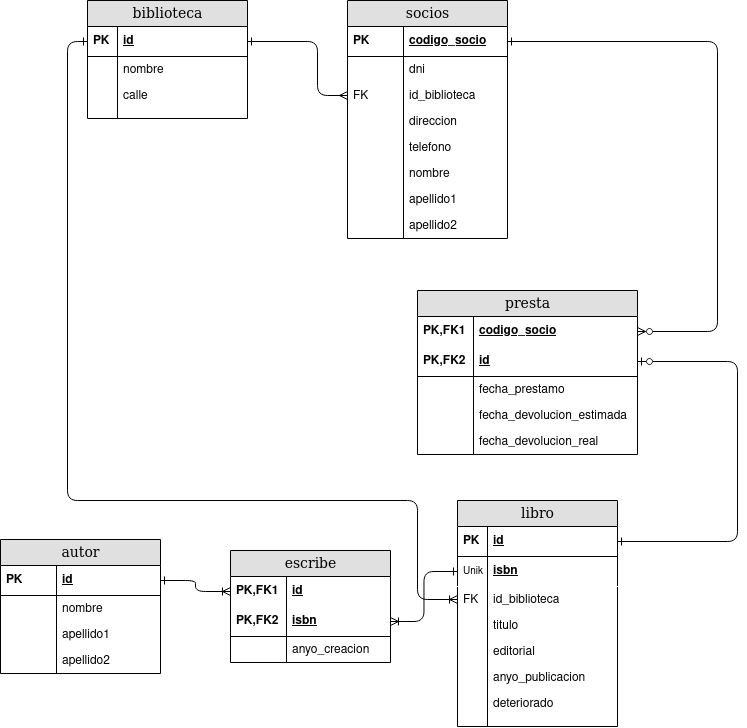 biblioteca
PK id
nombre
calle
socios
PK codigo_socio
dni
FK id_biblioteca
direccion
telefono
nombre
apellido1
apellido2
presta
PK,FK1 codigo_socio
PK,FK2 id
fecha_prestamo
fecha_devolucion_estimada
fecha_devolucion_real
libro
PK id
Unik isbn
FK id_biblioteca
titulo
editorial
anyo_publicacion
deteriorado
autor
PK id
nombre
apellido1
apellido2
escribe
PK,FK1 id
PK,FK2 isbn
anyo_creacion